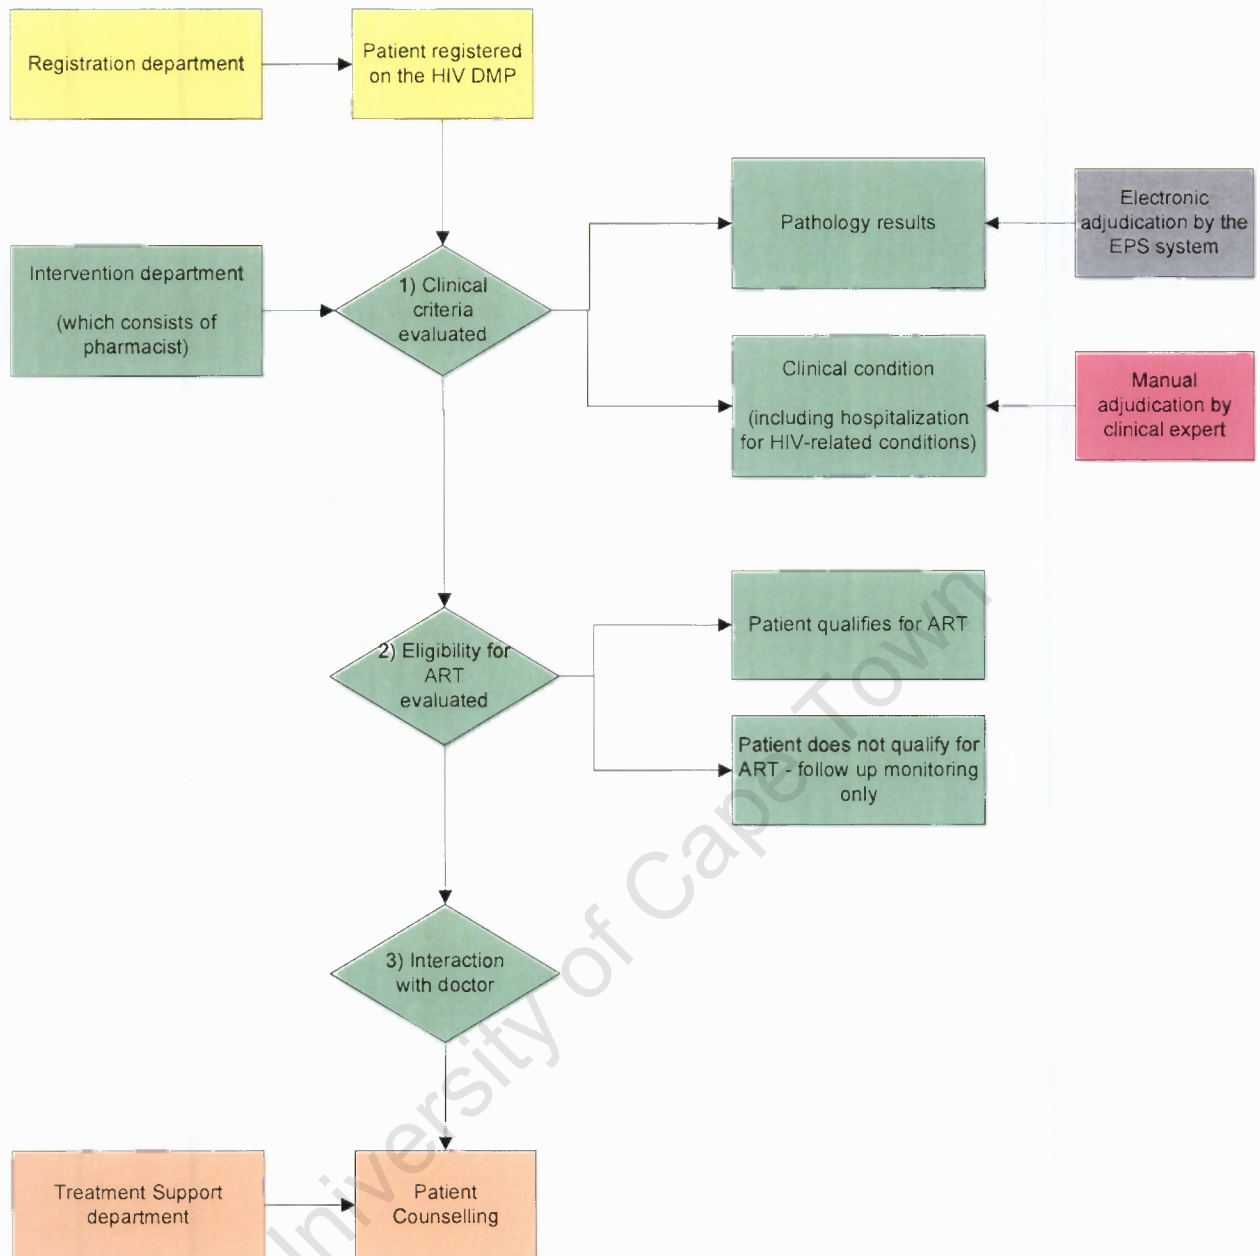 Registration department
Patient registered
on the HIV DMP
Intervention department
(which consists of
pharmacist)
1) Clinical
criteria
evaluated
Pathology results
Electronic
adjudication by the
EPS system
Clinical condition
(including hospitalization
for HIV-related conditions)
Manual
adjudication by
clinical expert
2) Eligibility for
ART
evaluated
Patient qualifies for ART
Patient does not qualify for
ART - follow up monitoring
only
3) Interaction
with doctor
Treatment Support
department
Patient
Counselling
University of Cape Town